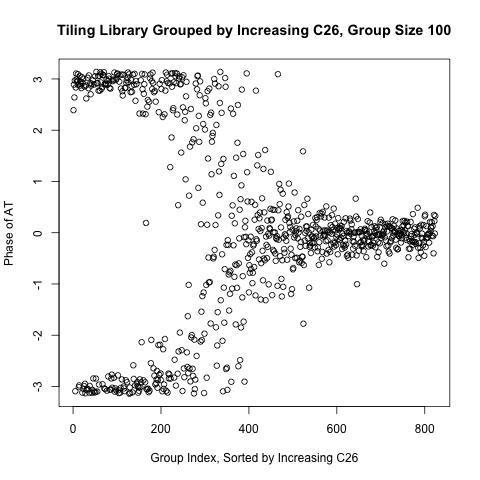 Tiling Library Grouped by Increasing C26, Group Size 100
Phase of AT
3
2
1
0
-1
-2
-3
0 200 400 600 800
Group Index, Sorted by Increasing C26